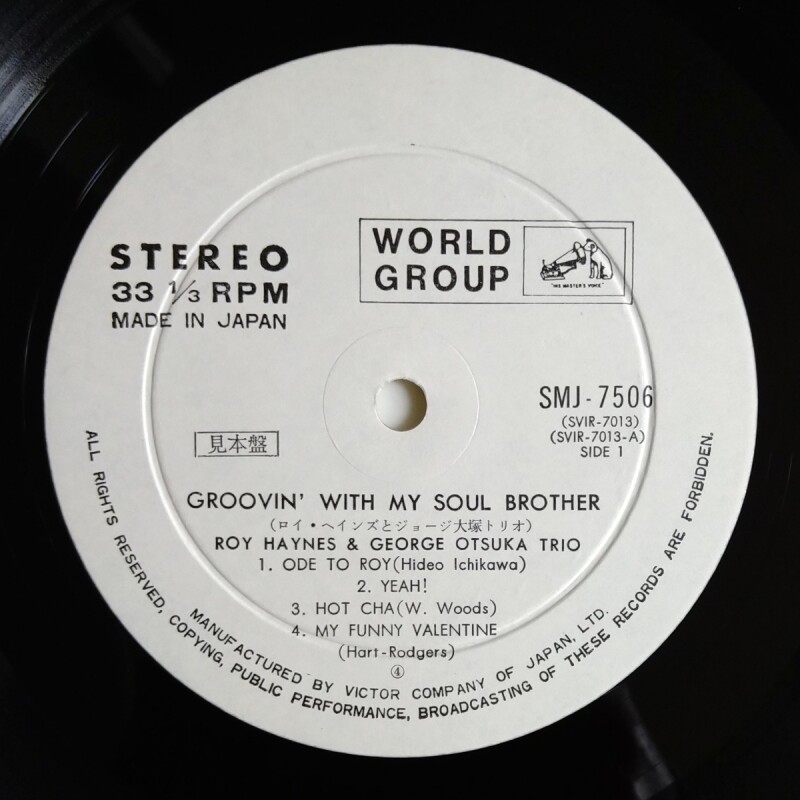 STEREO
33 1/3 RPM
MADE IN JAPAN
WORLD
GROUP
"HIS MASTER'S VOICE"
SMJ-7506
(SVIR-7013)
(SVIR-7013-A)
SIDE 1
見本盤
GROOVIN' WITH MY SOUL BROTHER
(ロイ・ヘインズとジョージ大塚トリオ)
ROY HAYNES & GEORGE OTSUKA TRIO
1. ODE TO ROY(Hideo Ichikawa)
2. YEAH!
3. HOT CHA(W. Woods)
4. MY FUNNY VALENTINE
(Hart-Rodgers)
④
MANUFACTURED BY VICTOR COMPANY OF JAPAN, LTD.
ALL RIGHTS RESERVED, COPYING, PUBLIC PERFORMANCE, BROADCASTING OF THESE RECORDS ARE FORBIDDEN.